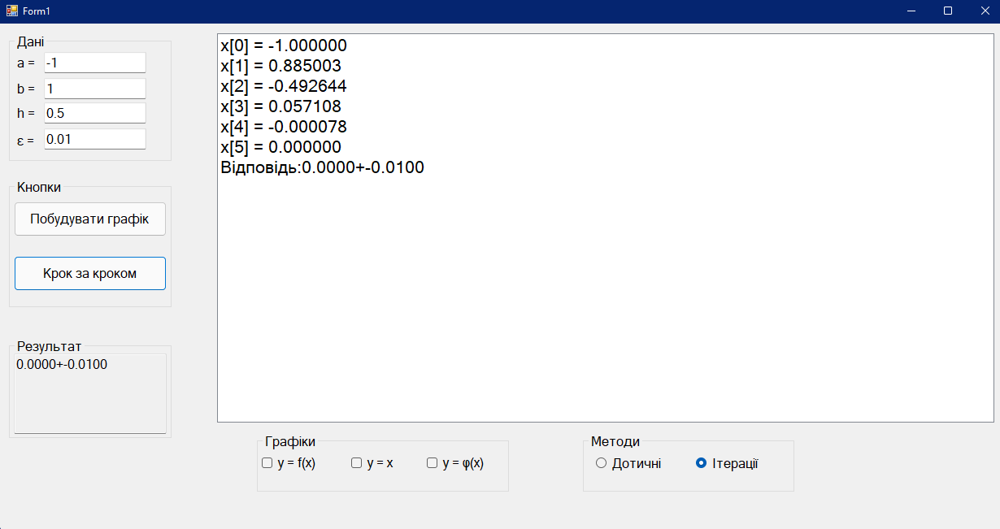 Form1
Дані
a = -1
b = 1
h = 0.5
ε = 0.01
Кнопки
Побудувати графік
Крок за кроком
Результат
0.0000+-0.0100
x[0] = -1.000000
x[1] = 0.885003
x[2] = -0.492644
x[3] = 0.057108
x[4] = -0.000078
x[5] = 0.000000
Відповідь:0.0000+-0.0100
Графіки
y = f(x) y = x y = φ(x)
Методи
Дотичні Ітерації